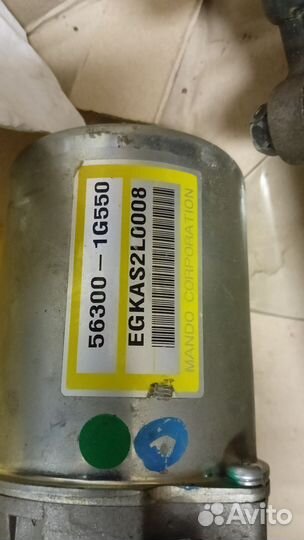 56300 - 1G550
EGKAS2L0008
MANDO CORPORATION
Avito